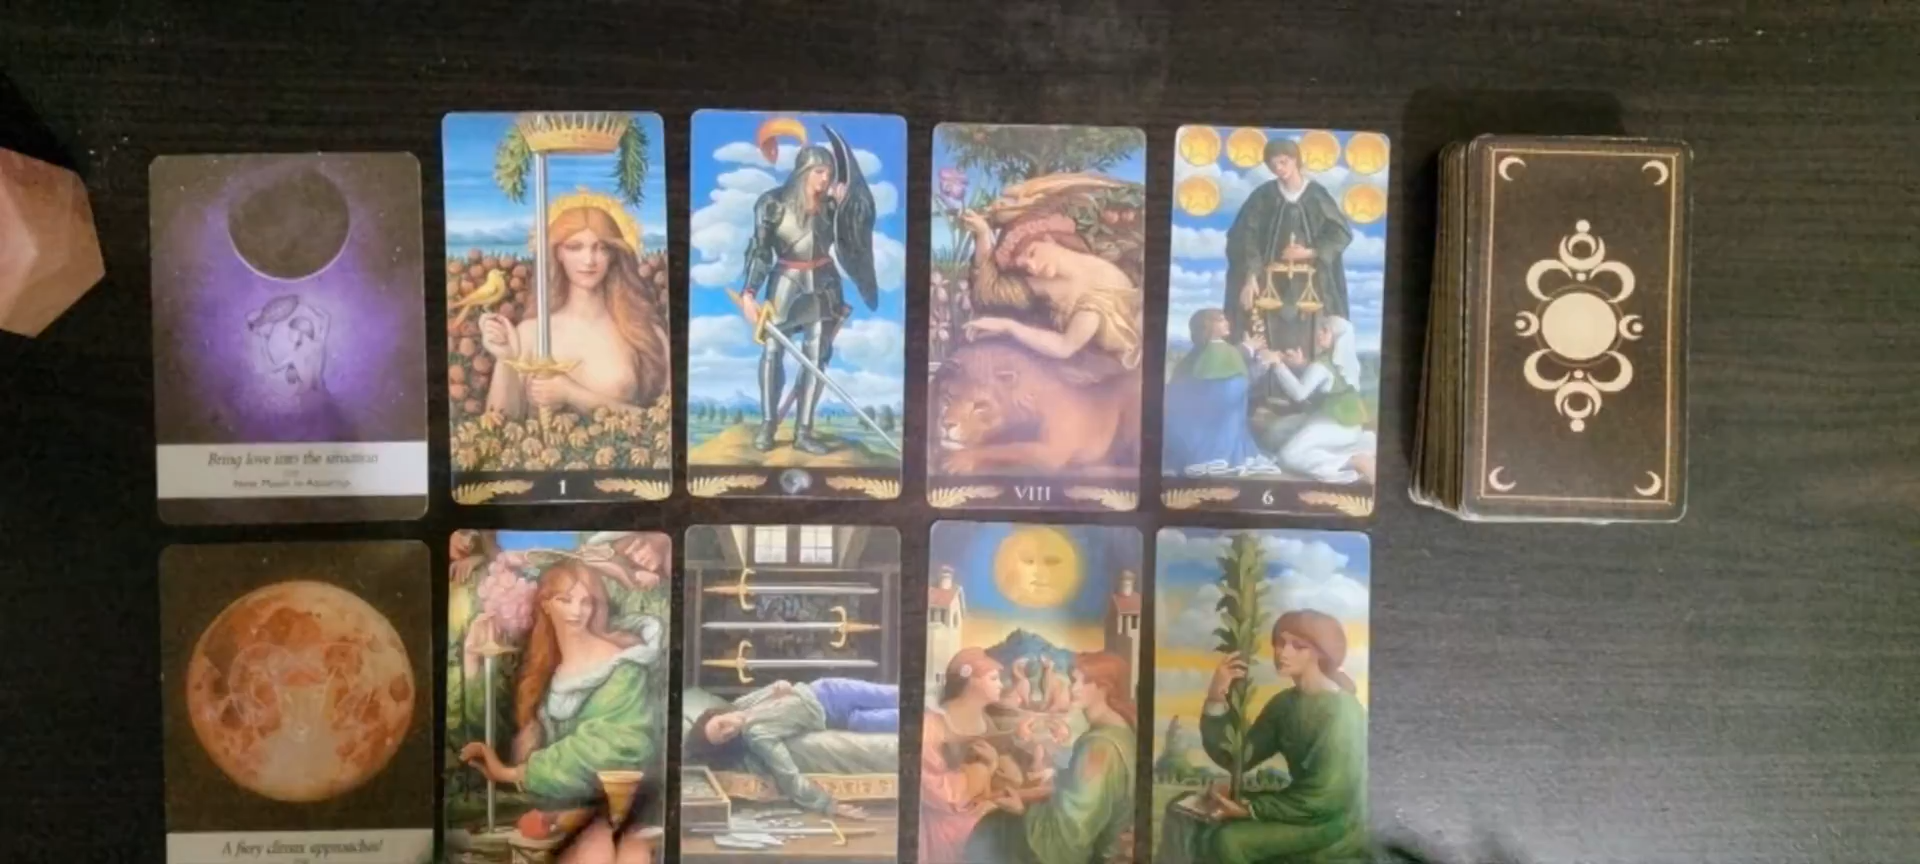 Bring love into the situation
New Moon in Aquarius
1
VIII
6
A fiery climax approaches!